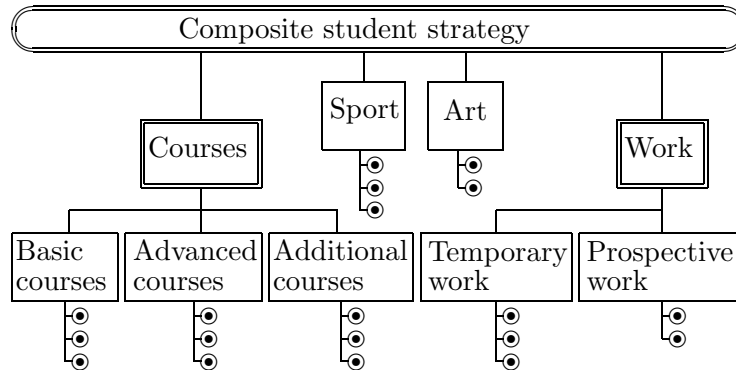 Composite student strategy
Sport
Art
Courses
Work
Basic
courses
Advanced
courses
Additional
courses
Temporary
work
Prospective
work